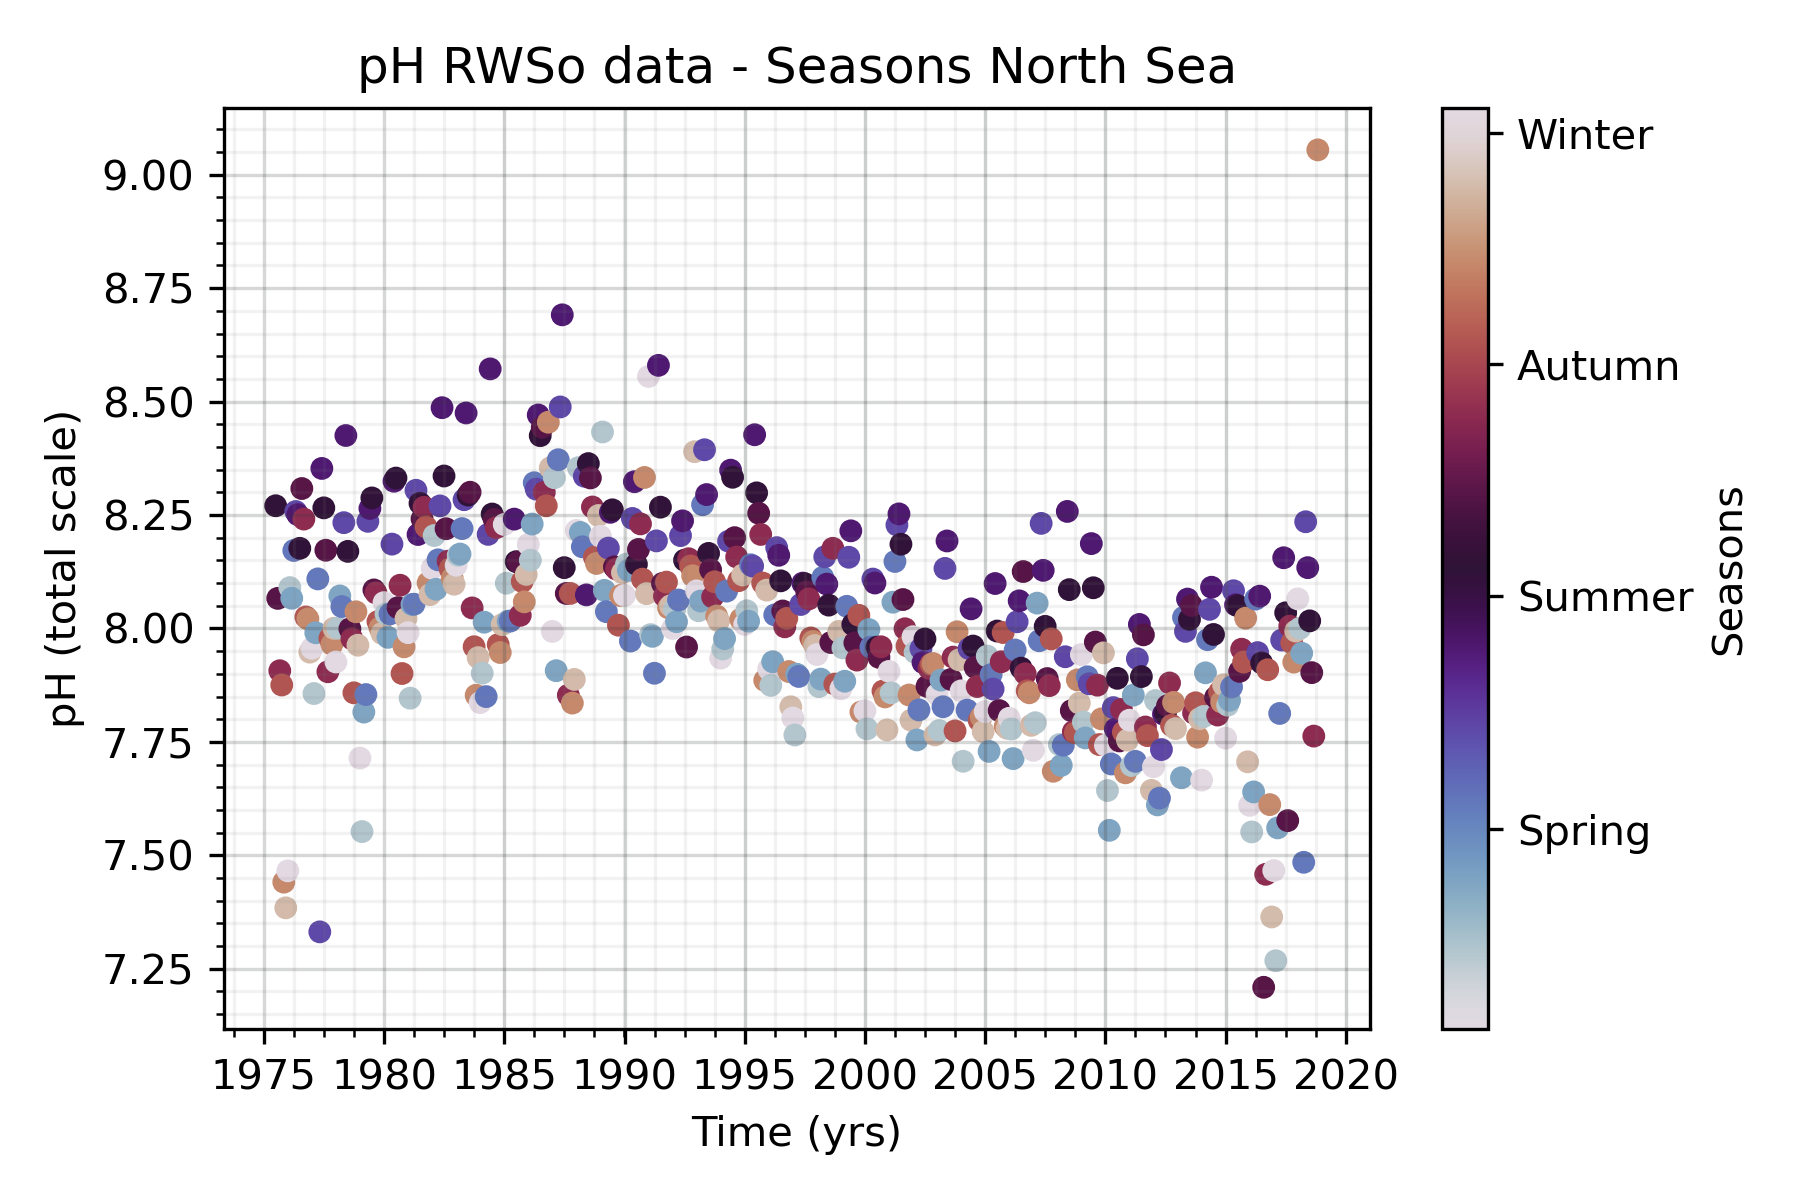 pH RWSo data - Seasons North Sea
9.00
8.75
8.50
8.25
8.00
7.75
7.50
7.25
pH (total scale)
1975 1980 1985 1990 1995 2000 2005 2010 2015 2020
Time (yrs)
Winter
Autumn
Summer
Spring
Seasons